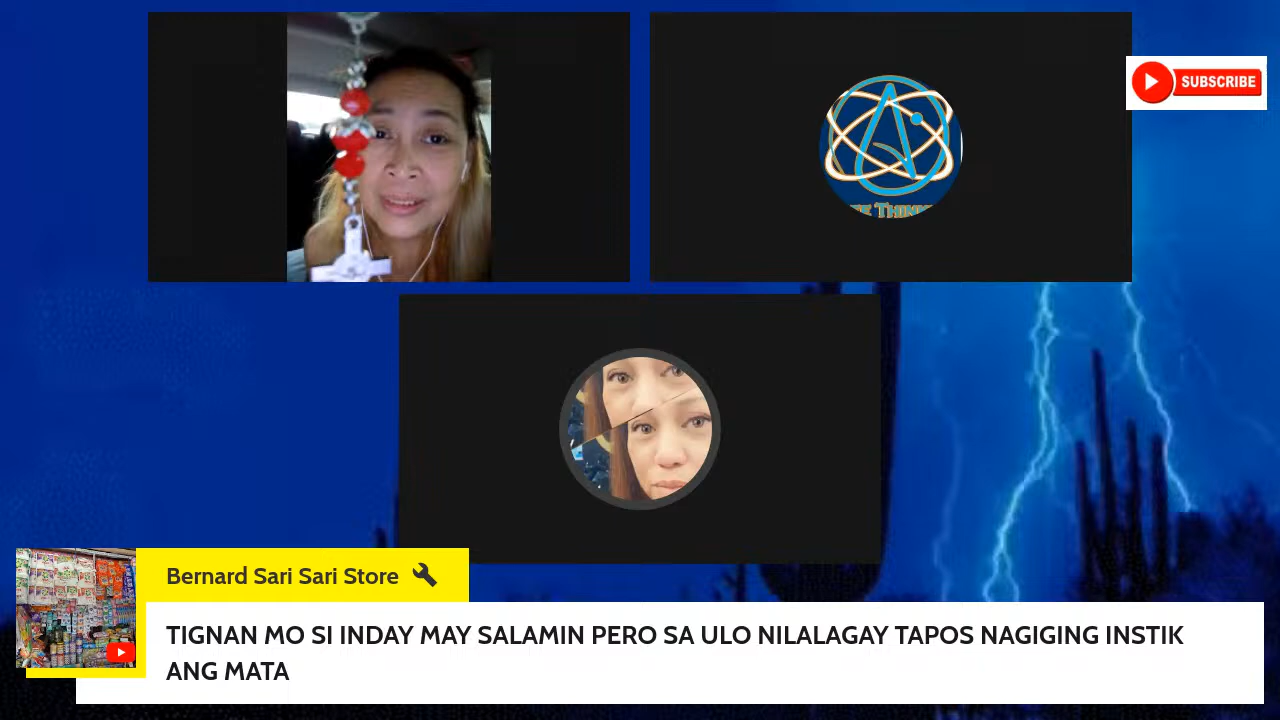 SUBSCRIBE
THINK
Bernard Sari Sari Store
TIGNAN MO SI INDAY MAY SALAMIN PERO SA ULO NILALAGAY TAPOS NAGIGING INSTIK
ANG MATA